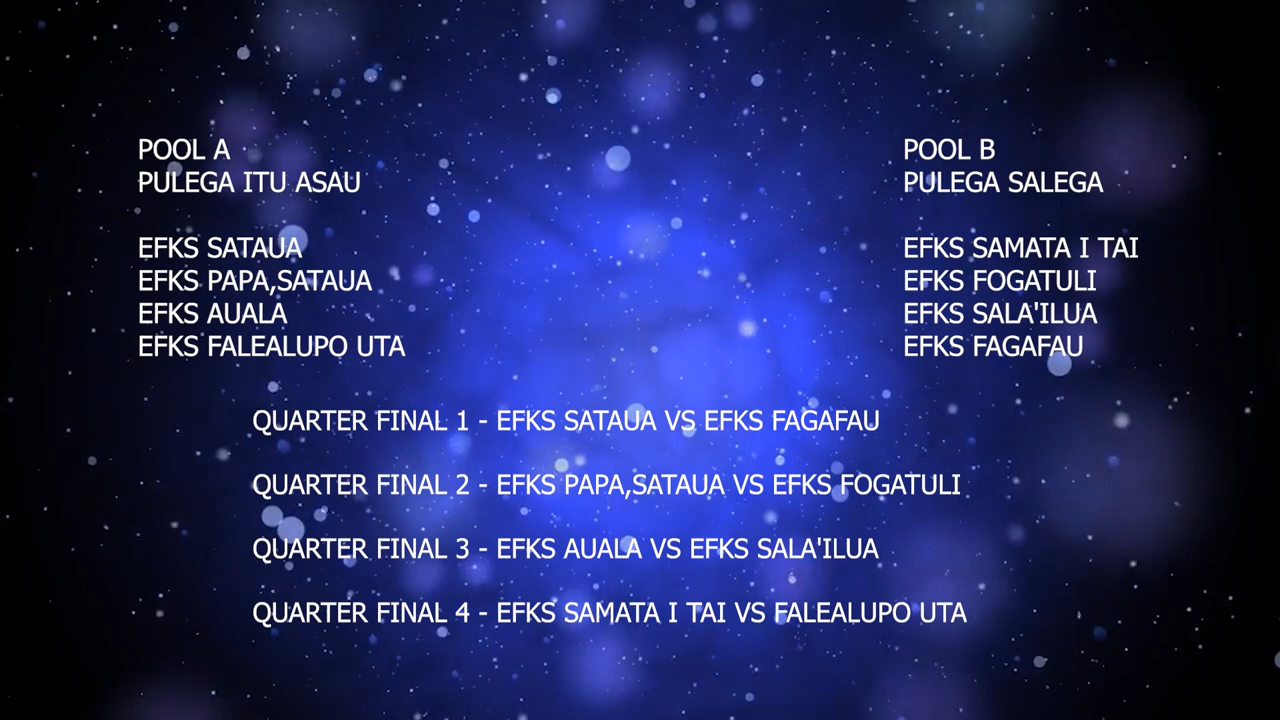 POOL A
PULEGA ITU ASAU
EFKS SATAUA
EFKS PAPA,SATAUA
EFKS AUALA
EFKS FALEALUPO UTA
POOL B
PULEGA SALEGA
EFKS SAMATA I TAI
EFKS FOGATULI
EFKS SALA'ILUA
EFKS FAGAFAU
QUARTER FINAL 1 - EFKS SATAUA VS EFKS FAGAFAU
QUARTER FINAL 2 - EFKS PAPA,SATAUA VS EFKS FOGATULI
QUARTER FINAL 3 - EFKS AUALA VS EFKS SALA'ILUA
QUARTER FINAL 4 - EFKS SAMATA I TAI VS FALEALUPO UTA